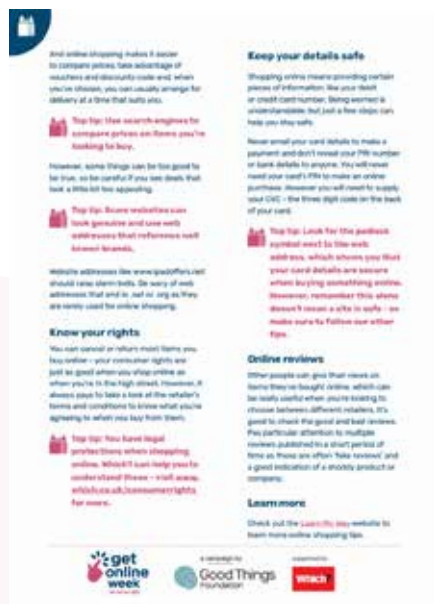 And online shopping makes it easier
to compare prices, take advantage of
vouchers and discounts code and, when
you've chosen, you can usually arrange for
delivery at a time that suits you.
Top tip: Use search engines to
compare prices on items you're
looking to buy.
However, some things can be too good to
be true, so be careful if you see deals that
look a little bit too appealing.
Top tip: Scam websites can
look genuine and use web
addresses that reference well
known brands.
Website addresses like www.ipadoffers.net
should raise alarm bells. Be wary of web
addresses that end in .net or .org as they
are rarely used for online shopping.
Know your rights
You can cancel or return most items you
buy online - your consumer rights are
just as good when you shop online as
when you're in the high street. However, it
always pays to take a look at the retailer's
terms and conditions to know what you're
agreeing to when you buy from them.
Top tip: You have legal
protections when shopping
online. Which? can help you to
understand these - visit www.
which.co.uk/consumerrights
for more.
Keep your details safe
Shopping online means providing certain
pieces of information, like your debit
or credit card number. Being worried is
understandable, but just a few steps can
help you stay safe.
Never email your card details to make a
payment and don't reveal your PIN number
or bank details to anyone. You will never
need your card's PIN to make an online
purchase. However you will need to supply
your CVC - the three digit code on the back
of your card.
Top tip: Look for the padlock
symbol next to the web
address, which shows you that
your card details are secure
when buying something online.
However, remember this alone
doesn't mean a site is safe - so
make sure to follow our other
tips.
Online reviews
Other people can give their views on
items they've bought online, which can
be really useful when you're looking to
choose between different retailers. It's
good to check the good and bad reviews.
Pay particular attention to multiple
reviews published in a short period of
time as these are often 'fake reviews' and
a good indication of a shoddy product or
company.
Learn more
Check out the Learn My Way website to
learn more online shopping tips.
get
online
week
a campaign by
Good Things
Foundation
supported by
Which?